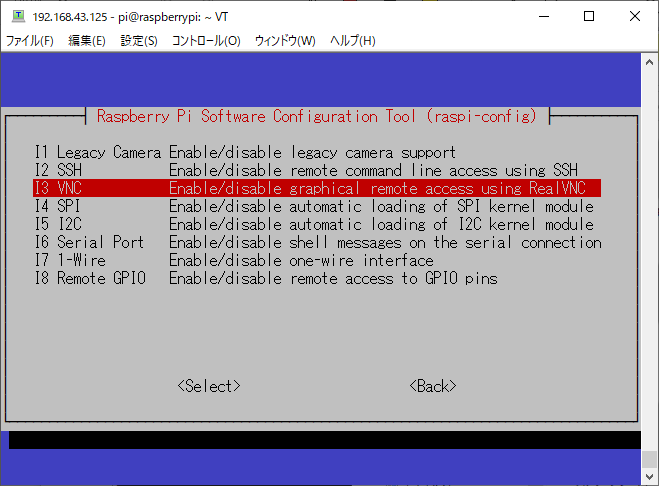 192.168.43.125 - pi@raspberrypi: ~ VT
ファイル(F) 編集(E) 設定(S) コントロール(O) ウィンドウ(W) ヘルプ(H)
Raspberry Pi Software Configuration Tool (raspi-config)
I1 Legacy Camera Enable/disable legacy camera support
I2 SSH Enable/disable remote command line access using SSH
I3 VNC Enable/disable graphical remote access using RealVNC
I4 SPI Enable/disable automatic loading of SPI kernel module
I5 I2C Enable/disable automatic loading of I2C kernel module
I6 Serial Port Enable/disable shell messages on the serial connection
I7 1-Wire Enable/disable one-wire interface
I8 Remote GPIO Enable/disable remote access to GPIO pins
<Select> <Back>